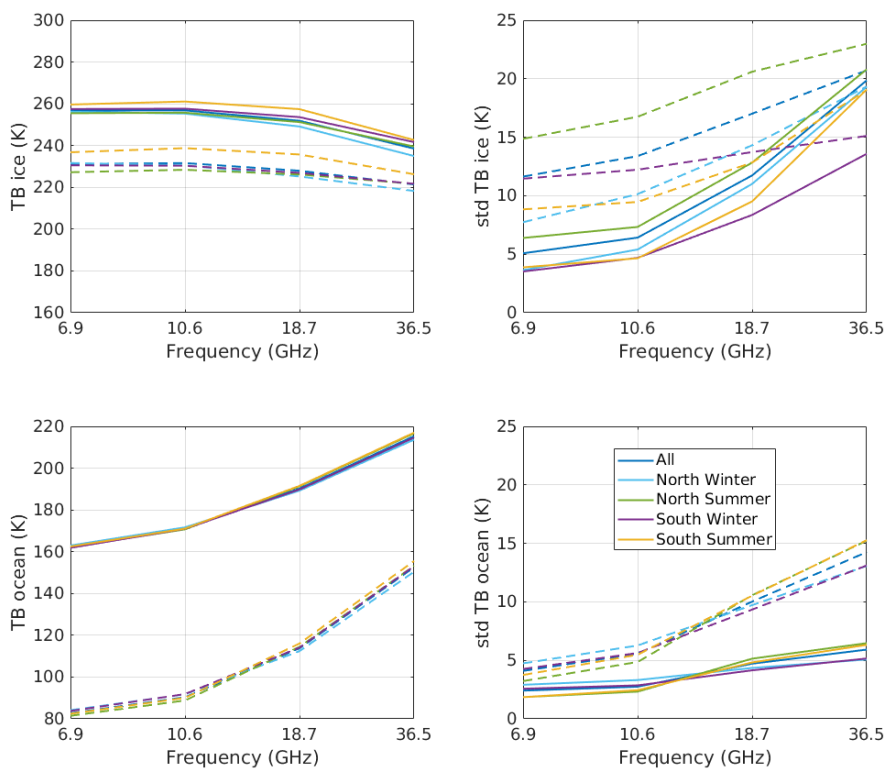 300
280
260
240
220
200
180
160
TB ice (K)
6.9 10.6 18.7 36.5
Frequency (GHz)
25
20
15
10
5
0
std TB ice (K)
6.9 10.6 18.7 36.5
Frequency (GHz)
220
200
180
160
140
120
100
80
TB ocean (K)
6.9 10.6 18.7 36.5
Frequency (GHz)
25
20
15
10
5
0
std TB ocean (K)
All
North Winter
North Summer
South Winter
South Summer
6.9 10.6 18.7 36.5
Frequency (GHz)